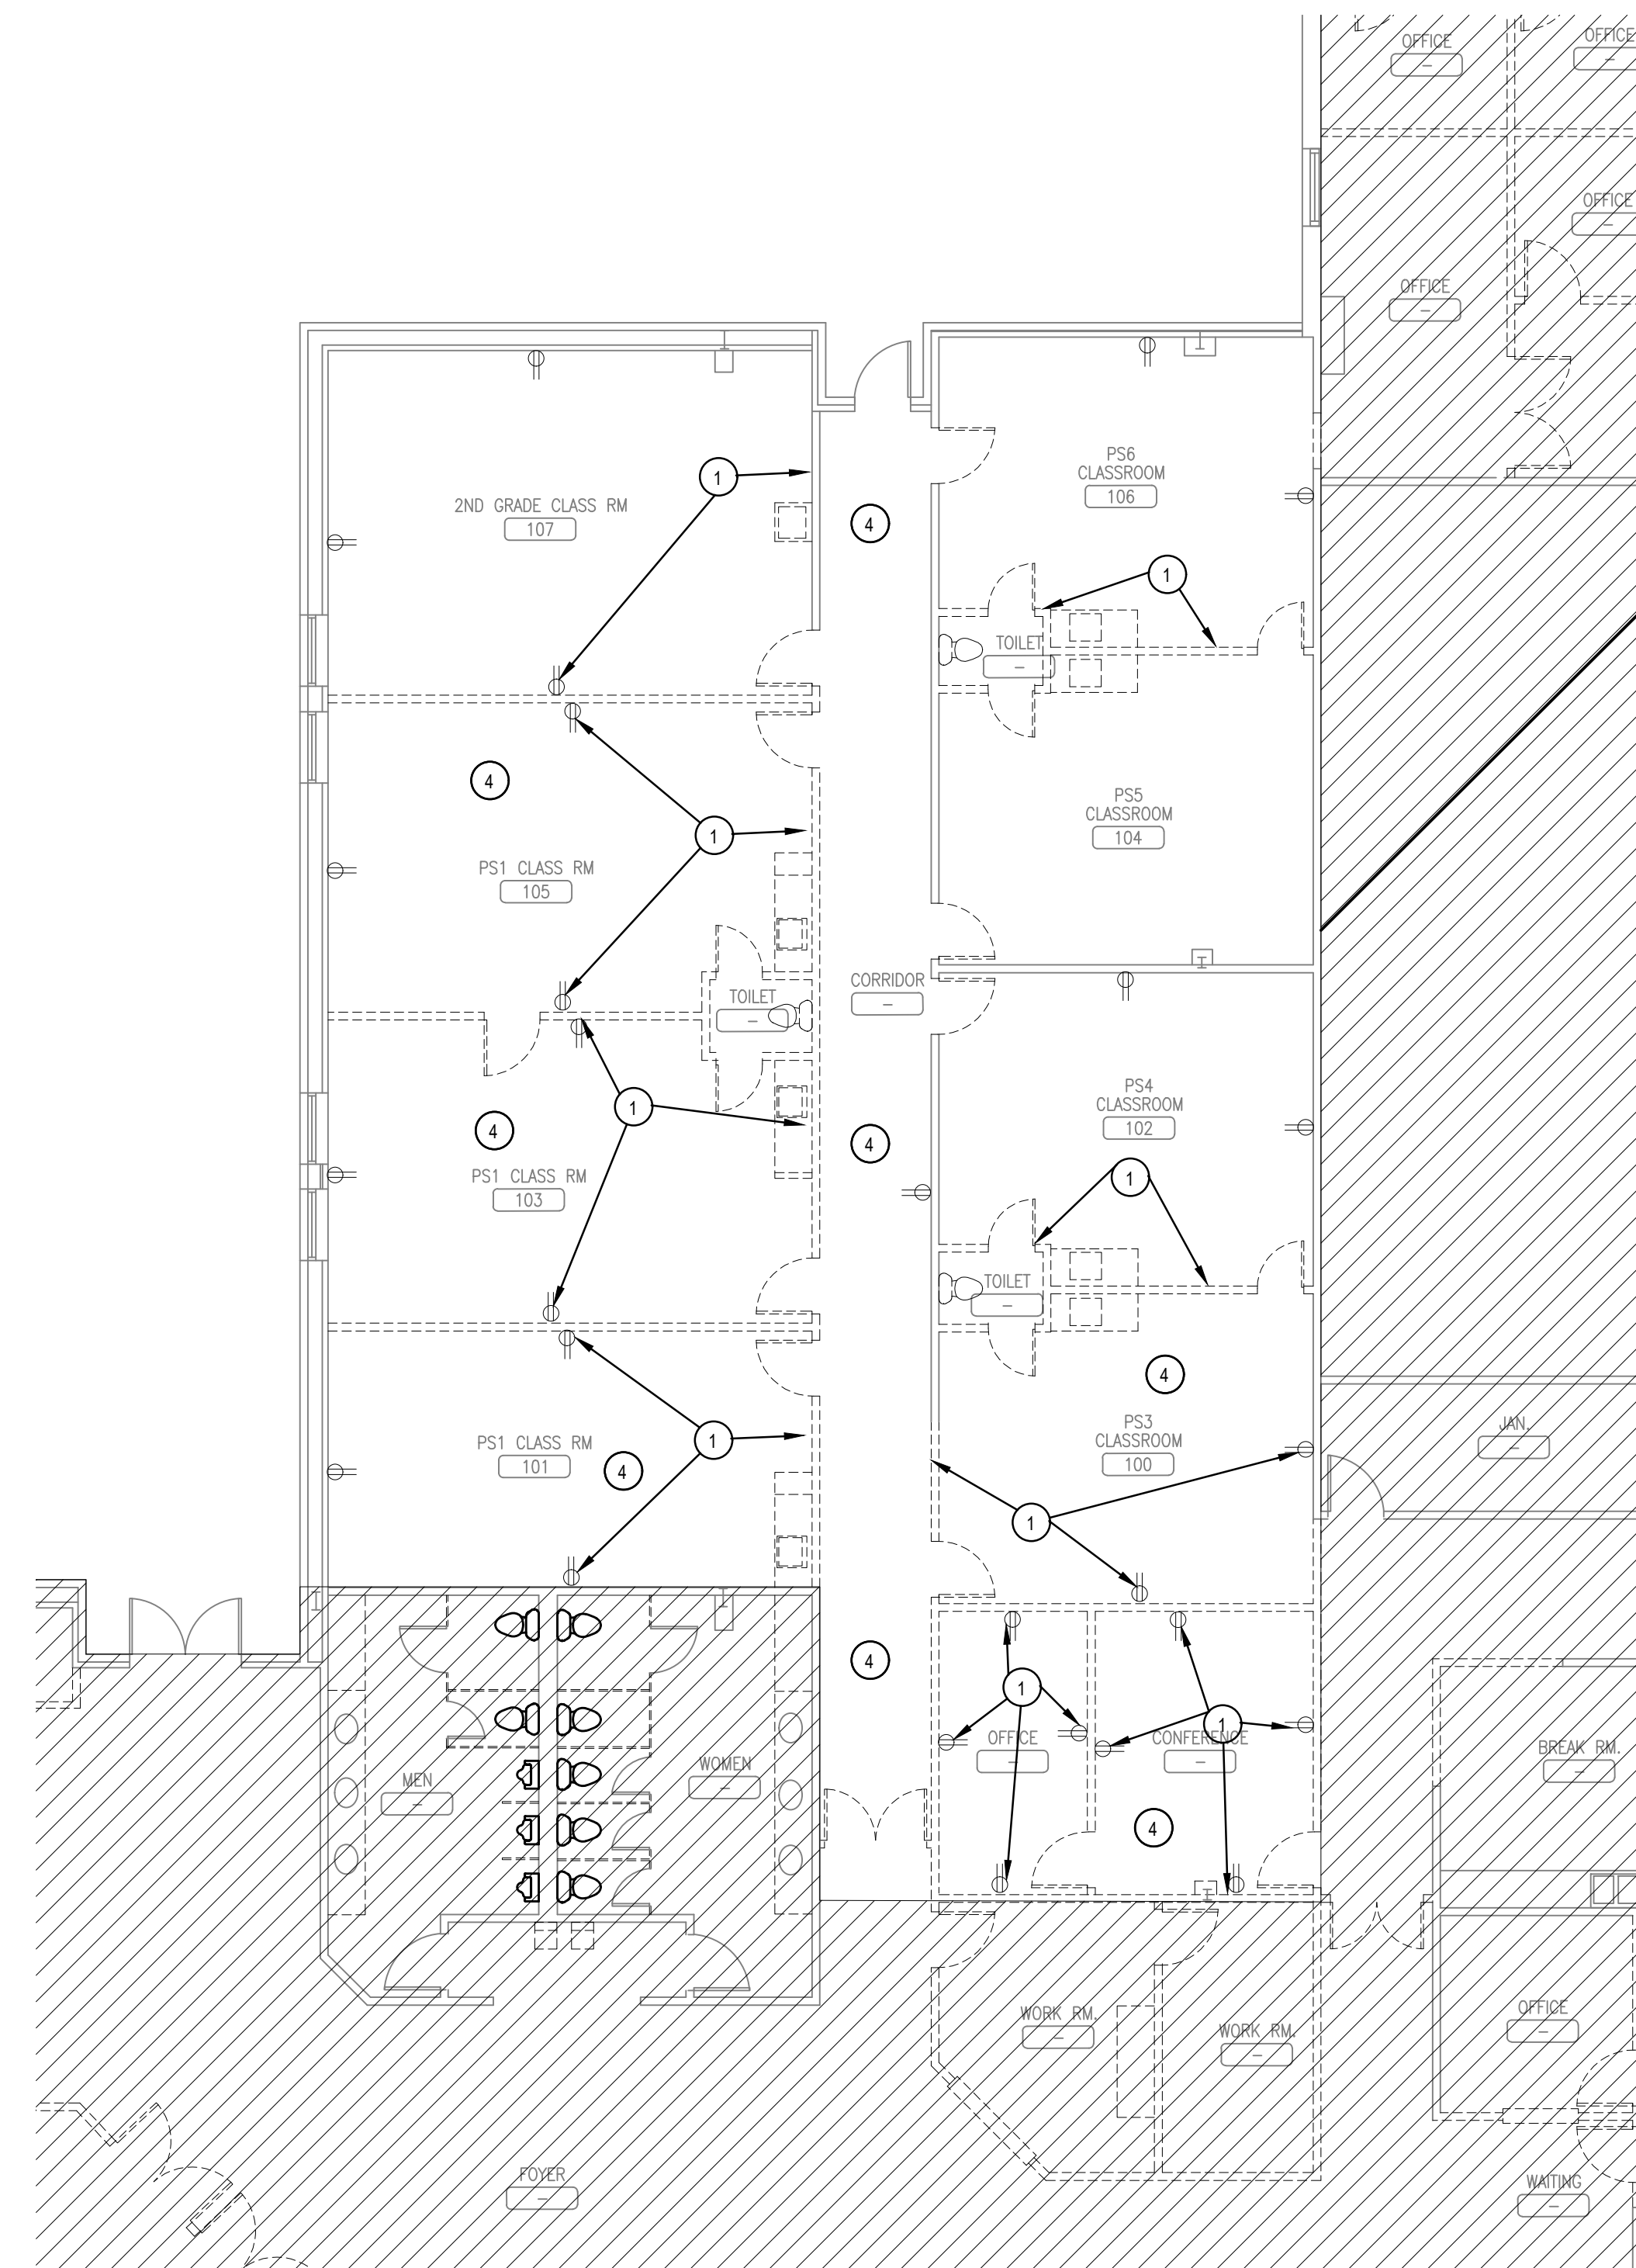 OFFICE
–
OFFICE
–
OFFICE
–
OFFICE
–
PS6
CLASSROOM
106
1
2ND GRADE CLASS RM
107
4
1
TOILET
–
4
PS5
CLASSROOM
104
1
PS1 CLASS RM
105
CORRIDOR
–
TOILET
–
PS4
CLASSROOM
102
1
4
4
1
PS1 CLASS RM
103
TOILET
–
4
PS3
CLASSROOM
100
JAN.
–
1
PS1 CLASS RM
101
4
1
4
1
1
OFFICE
–
CONFERENCE
–
BREAK RM.
–
WOMEN
–
MEN
–
4
WORK RM.
–
WORK RM.
–
OFFICE
–
FOYER
–
WAITING
–